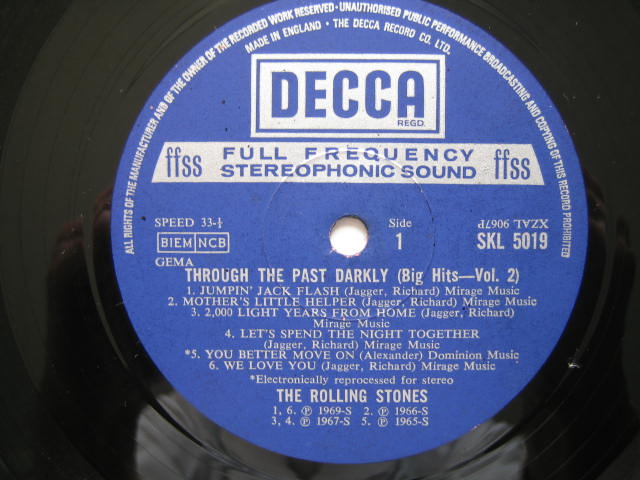 ALL RIGHTS OF THE MANUFACTURER AND OF THE OWNER OF THE RECORDED WORK RESERVED · UNAUTHORISED PUBLIC PERFORMANCE BROADCASTING AND COPYING OF THIS RECORD PROHIBITED
MADE IN ENGLAND · THE DECCA RECORD CO. LTD.
DECCA
REGD.
ffss FULL FREQUENCY ffss
STEREOPHONIC SOUND
SPEED 33-⅓ Side XZAL 9067P
BIEM NCB 1 SKL 5019
GEMA
THROUGH THE PAST DARKLY (Big Hits—Vol. 2)
1. JUMPIN' JACK FLASH (Jagger, Richard) Mirage Music
2. MOTHER'S LITTLE HELPER (Jagger, Richard) Mirage Music
3. 2,000 LIGHT YEARS FROM HOME (Jagger, Richard)
Mirage Music
4. LET'S SPEND THE NIGHT TOGETHER
(Jagger, Richard) Mirage Music
*5. YOU BETTER MOVE ON (Alexander) Dominion Music
6. WE LOVE YOU (Jagger, Richard) Mirage Music
*Electronically reprocessed for stereo
THE ROLLING STONES
1, 6. ℗ 1969-S 2. ℗ 1966-S
3, 4. ℗ 1967-S 5. ℗ 1965-S